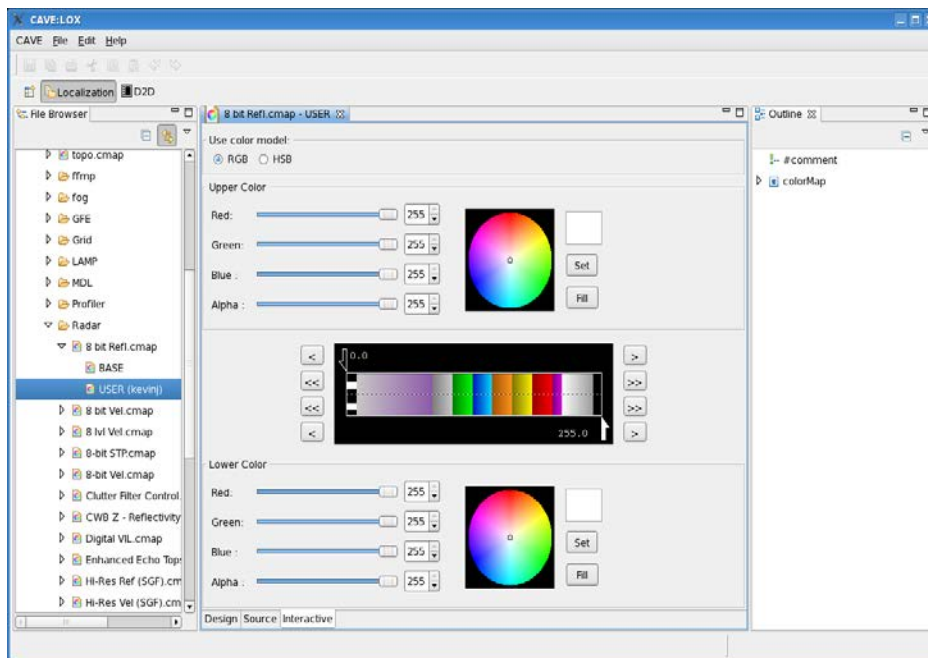 CAVE:LOX
CAVE File Edit Help
Localization D2D
File Browser
topo.cmap
ffmp
fog
GFE
Grid
LAMP
MDL
Profiler
Radar
8 bit Refl.cmap
BASE
USER (kevinj)
8 bit Vel.cmap
8 lvl Vel.cmap
8-bit STP.cmap
8-bit Vel.cmap
Clutter Filter Control.
CWB Z - Reflectivity
Digital VIL.cmap
Enhanced Echo Tops
Hi-Res Ref (SGF).cm
Hi-Res Vel (SGF).cm
8 bit Refl.cmap - USER
Use color model:
RGB HSB
Upper Color
Red: 255
Green: 255
Blue : 255
Alpha : 255
Set
Fill
< 0.0 >
<< >>
<< >>
< 255.0 >
Lower Color
Red: 255
Green: 255
Blue : 255
Alpha : 255
Set
Fill
Design Source Interactive
Outline
#comment
colorMap